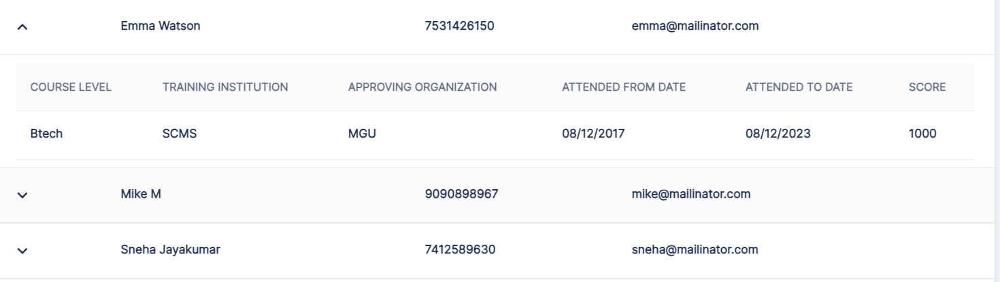 Emma Watson 7531426150 emma@mailinator.com
COURSE LEVEL TRAINING INSTITUTION APPROVING ORGANIZATION ATTENDED FROM DATE ATTENDED TO DATE SCORE
Btech SCMS MGU 08/12/2017 08/12/2023 1000
Mike M 9090898967 mike@mailinator.com
Sneha Jayakumar 7412589630 sneha@mailinator.com